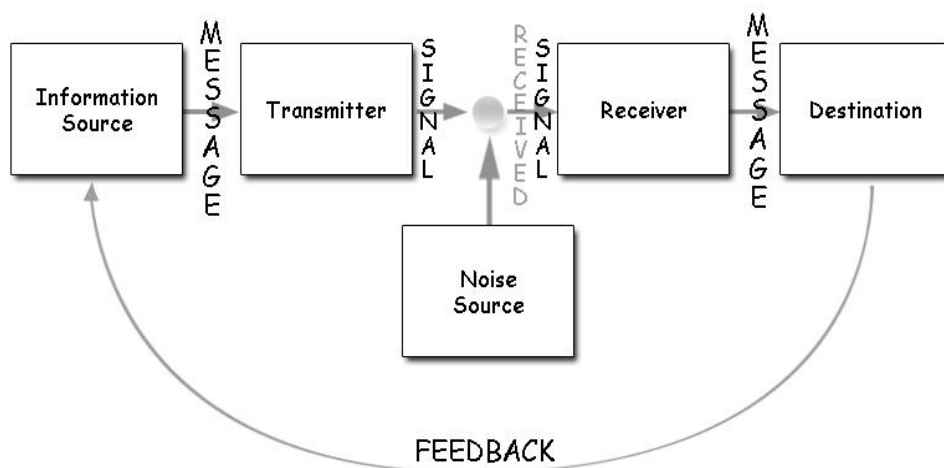 Information
Source
MESSAGE
Transmitter
SIGNAL
RECEIVED
SIGNAL
Receiver
MESSAGE
Destination
Noise
Source
FEEDBACK